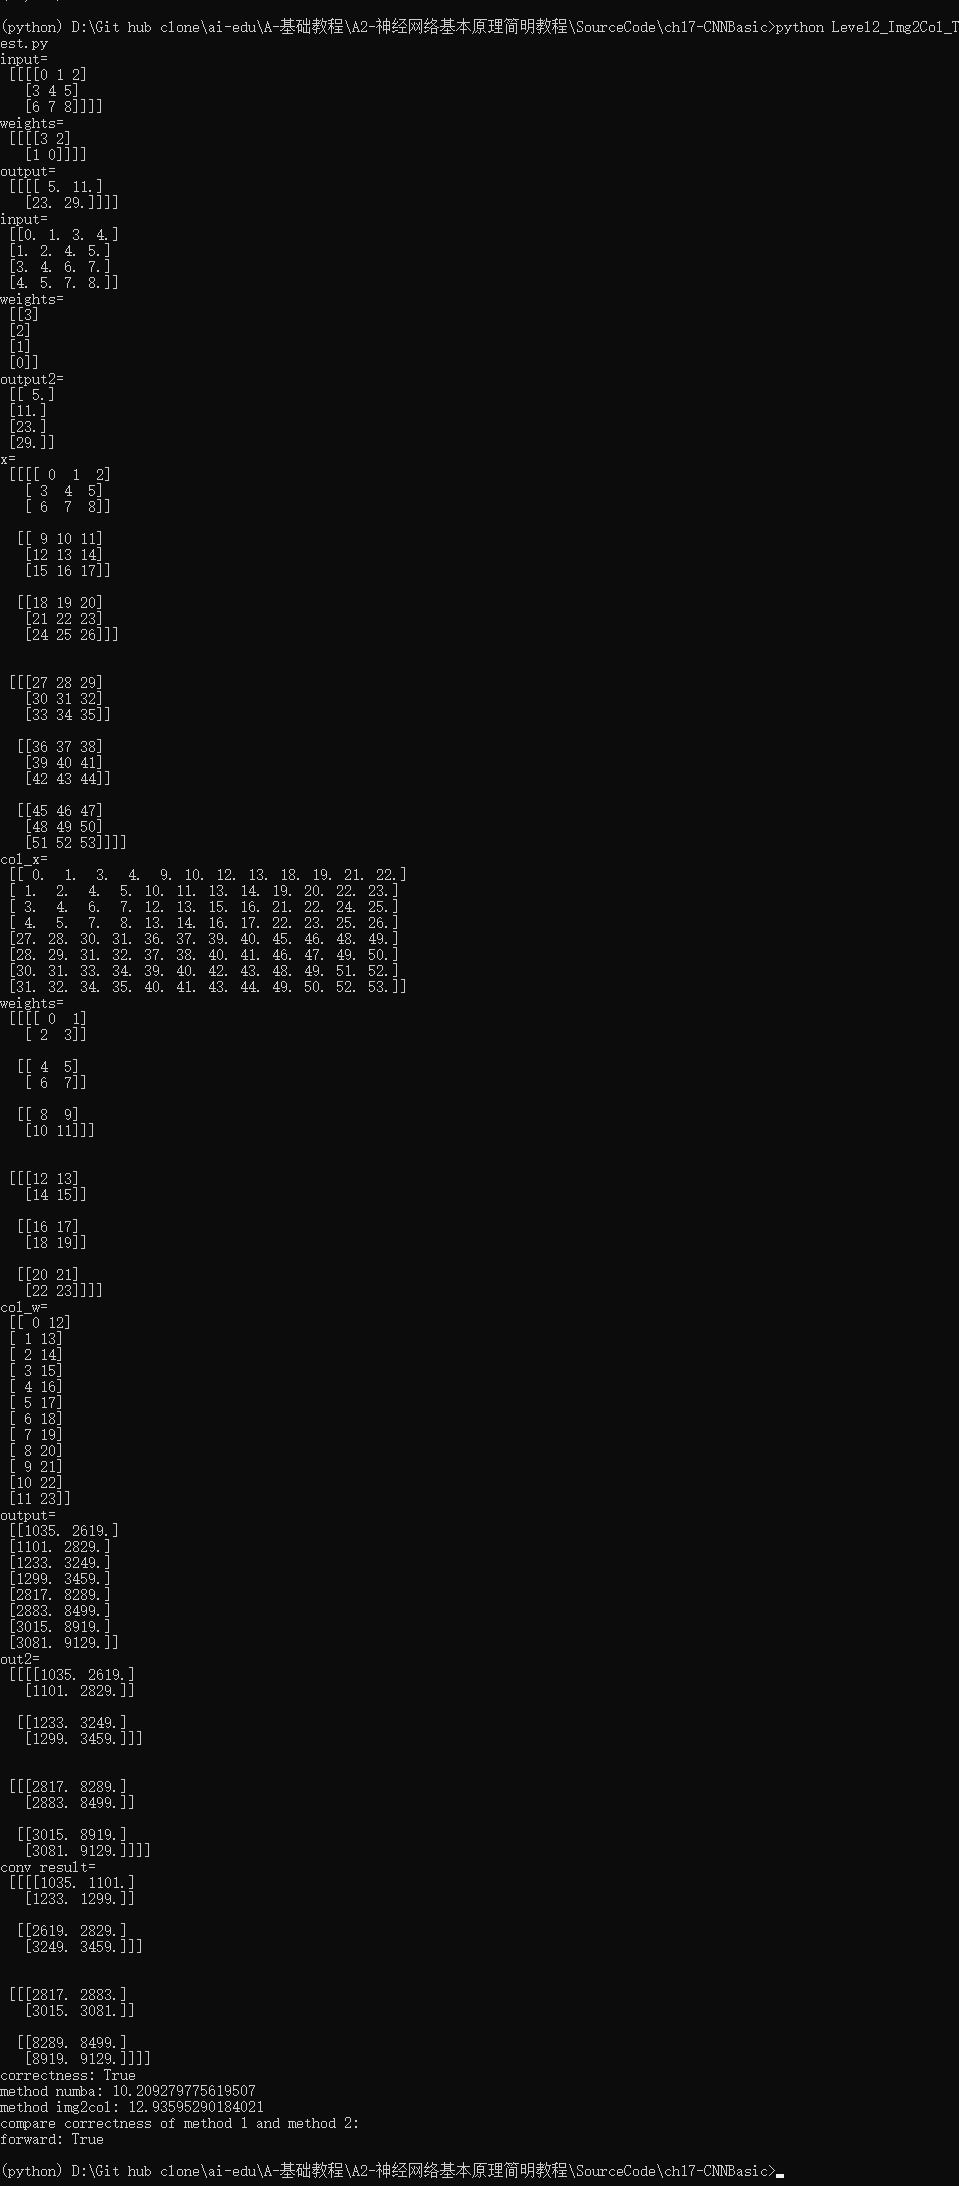 (python) D:\Git hub clone\ai-edu\A-基础教程\A2-神经网络基本原理简明教程\SourceCode\ch17-CNNBasic>python Level2_Img2Col_T
est.py
input=
 [[[[0 1 2]
   [3 4 5]
   [6 7 8]]]]
weights=
 [[[[3 2]
   [1 0]]]]
output=
 [[[[ 5. 11.]
   [23. 29.]]]]
input=
 [[0. 1. 3. 4.]
 [1. 2. 4. 5.]
 [3. 4. 6. 7.]
 [4. 5. 7. 8.]]
weights=
 [[3]
 [2]
 [1]
 [0]]
output2=
 [[ 5.]
 [11.]
 [23.]
 [29.]]
x=
 [[[[ 0  1  2]
   [ 3  4  5]
   [ 6  7  8]]

  [[ 9 10 11]
   [12 13 14]
   [15 16 17]]

  [[18 19 20]
   [21 22 23]
   [24 25 26]]]


 [[[27 28 29]
   [30 31 32]
   [33 34 35]]

  [[36 37 38]
   [39 40 41]
   [42 43 44]]

  [[45 46 47]
   [48 49 50]
   [51 52 53]]]]
col_x=
 [[ 0.  1.  3.  4.  9. 10. 12. 13. 18. 19. 21. 22.]
 [ 1.  2.  4.  5. 10. 11. 13. 14. 19. 20. 22. 23.]
 [ 3.  4.  6.  7. 12. 13. 15. 16. 21. 22. 24. 25.]
 [ 4.  5.  7.  8. 13. 14. 16. 17. 22. 23. 25. 26.]
 [27. 28. 30. 31. 36. 37. 39. 40. 45. 46. 48. 49.]
 [28. 29. 31. 32. 37. 38. 40. 41. 46. 47. 49. 50.]
 [30. 31. 33. 34. 39. 40. 42. 43. 48. 49. 51. 52.]
 [31. 32. 34. 35. 40. 41. 43. 44. 49. 50. 52. 53.]]
weights=
 [[[[ 0  1]
   [ 2  3]]

  [[ 4  5]
   [ 6  7]]

  [[ 8  9]
   [10 11]]]


 [[[12 13]
   [14 15]]

  [[16 17]
   [18 19]]

  [[20 21]
   [22 23]]]]
col_w=
 [[ 0 12]
 [ 1 13]
 [ 2 14]
 [ 3 15]
 [ 4 16]
 [ 5 17]
 [ 6 18]
 [ 7 19]
 [ 8 20]
 [ 9 21]
 [10 22]
 [11 23]]
output=
 [[1035. 2619.]
 [1101. 2829.]
 [1233. 3249.]
 [1299. 3459.]
 [2817. 8289.]
 [2883. 8499.]
 [3015. 8919.]
 [3081. 9129.]]
out2=
 [[[[1035. 2619.]
   [1101. 2829.]]

  [[1233. 3249.]
   [1299. 3459.]]]


 [[[2817. 8289.]
   [2883. 8499.]]

  [[3015. 8919.]
   [3081. 9129.]]]]
conv result=
 [[[[1035. 1101.]
   [1233. 1299.]]

  [[2619. 2829.]
   [3249. 3459.]]]


 [[[2817. 2883.]
   [3015. 3081.]]

  [[8289. 8499.]
   [8919. 9129.]]]]
correctness: True
method numba: 10.209279775619507
method img2col: 12.93595290184021
compare correctness of method 1 and method 2:
forward: True

(python) D:\Git hub clone\ai-edu\A-基础教程\A2-神经网络基本原理简明教程\SourceCode\ch17-CNNBasic>